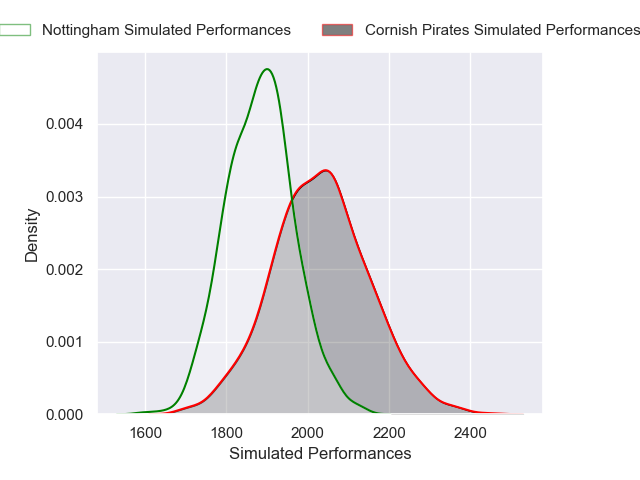 Nottingham Simulated Performances
Cornish Pirates Simulated Performances
0.004
0.003
0.002
0.001
0.000
Density
1600 1800 2000 2200 2400
Simulated Performances